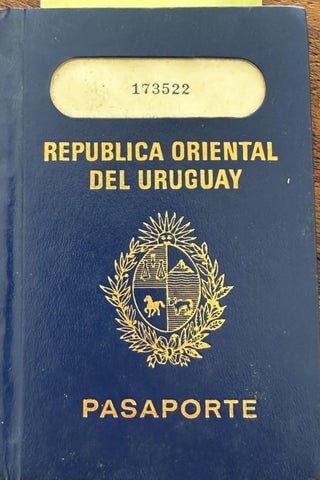 173522
REPUBLICA ORIENTAL
DEL URUGUAY
PASAPORTE